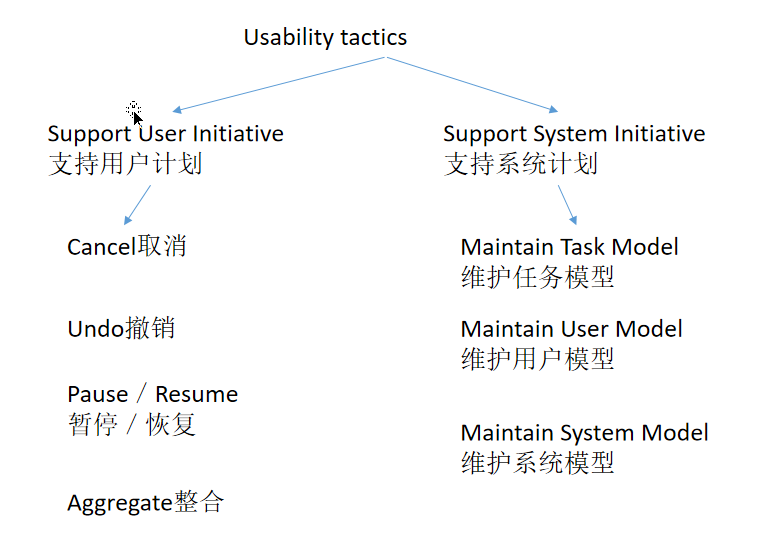 Usability tactics
Support User Initiative
支持用户计划
Support System Initiative
支持系统计划
Cancel取消
Undo撤销
Pause / Resume
暂停 / 恢复
Aggregate整合
Maintain Task Model
维护任务模型
Maintain User Model
维护用户模型
Maintain System Model
维护系统模型